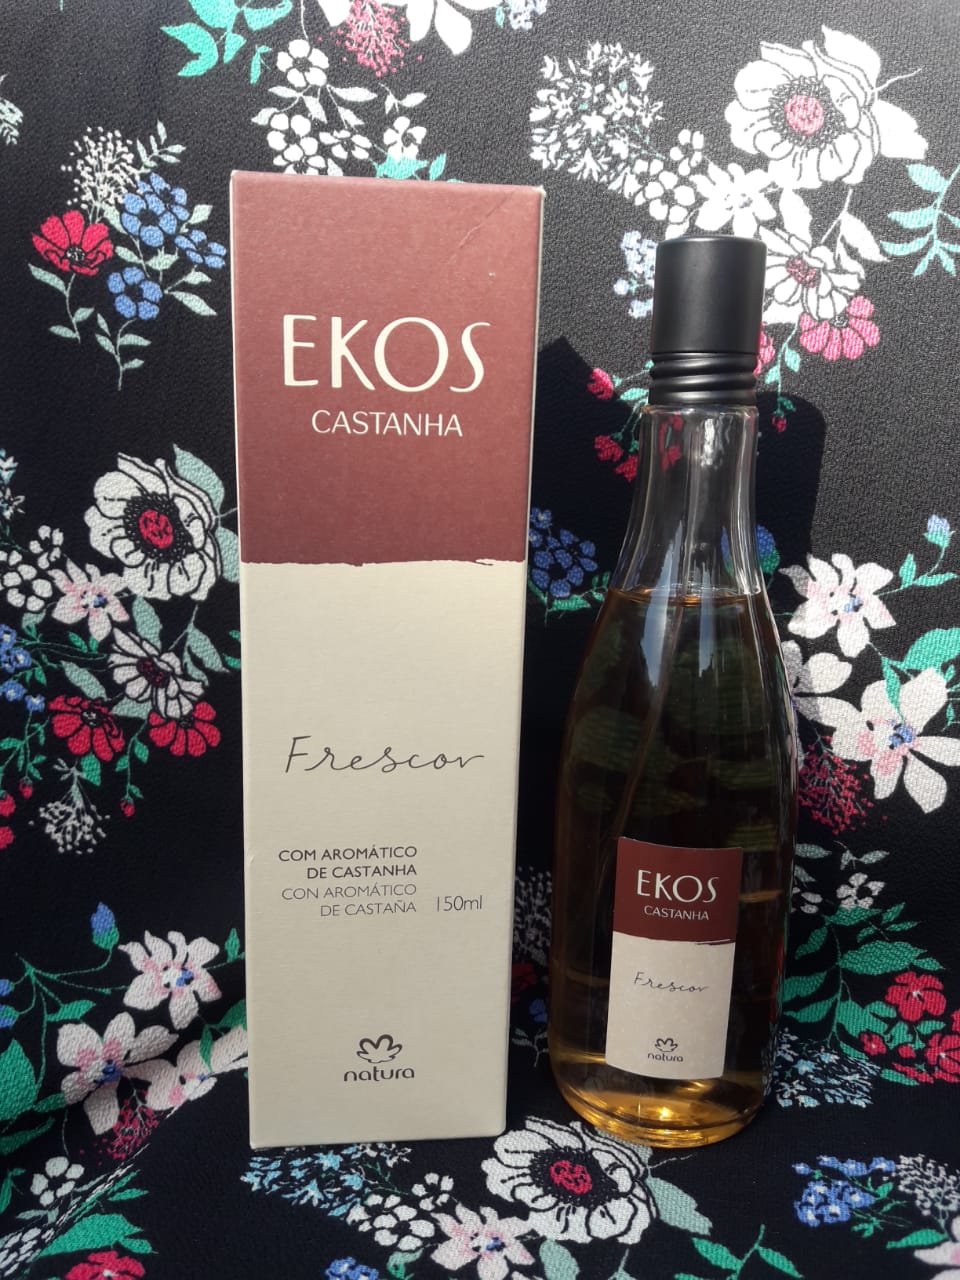 EKOS
CASTANHA
Frescor
COM AROMÁTICO
DE CASTANHA
CON AROMÁTICO
DE CASTAÑA
150ml
natura
EKOS
CASTANHA
Frescor
natura